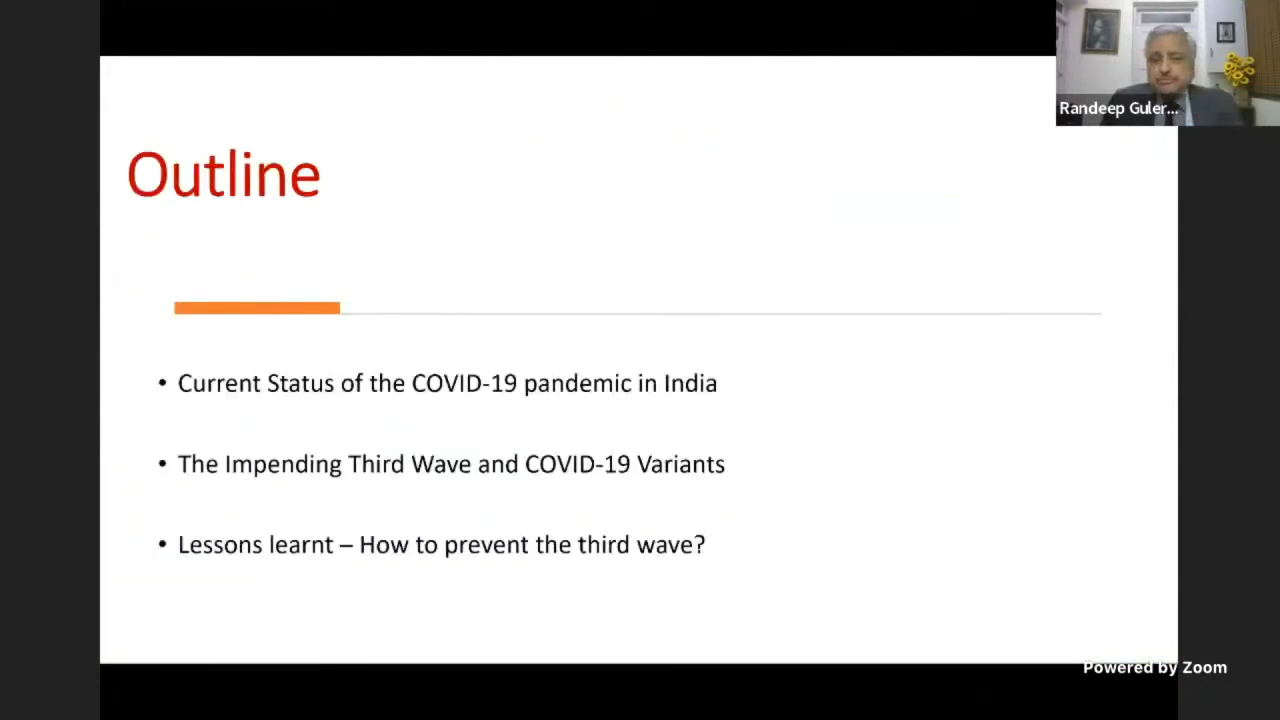 Randeep Guler...
Outline
• Current Status of the COVID-19 pandemic in India
• The Impending Third Wave and COVID-19 Variants
• Lessons learnt – How to prevent the third wave?
Powered by Zoom